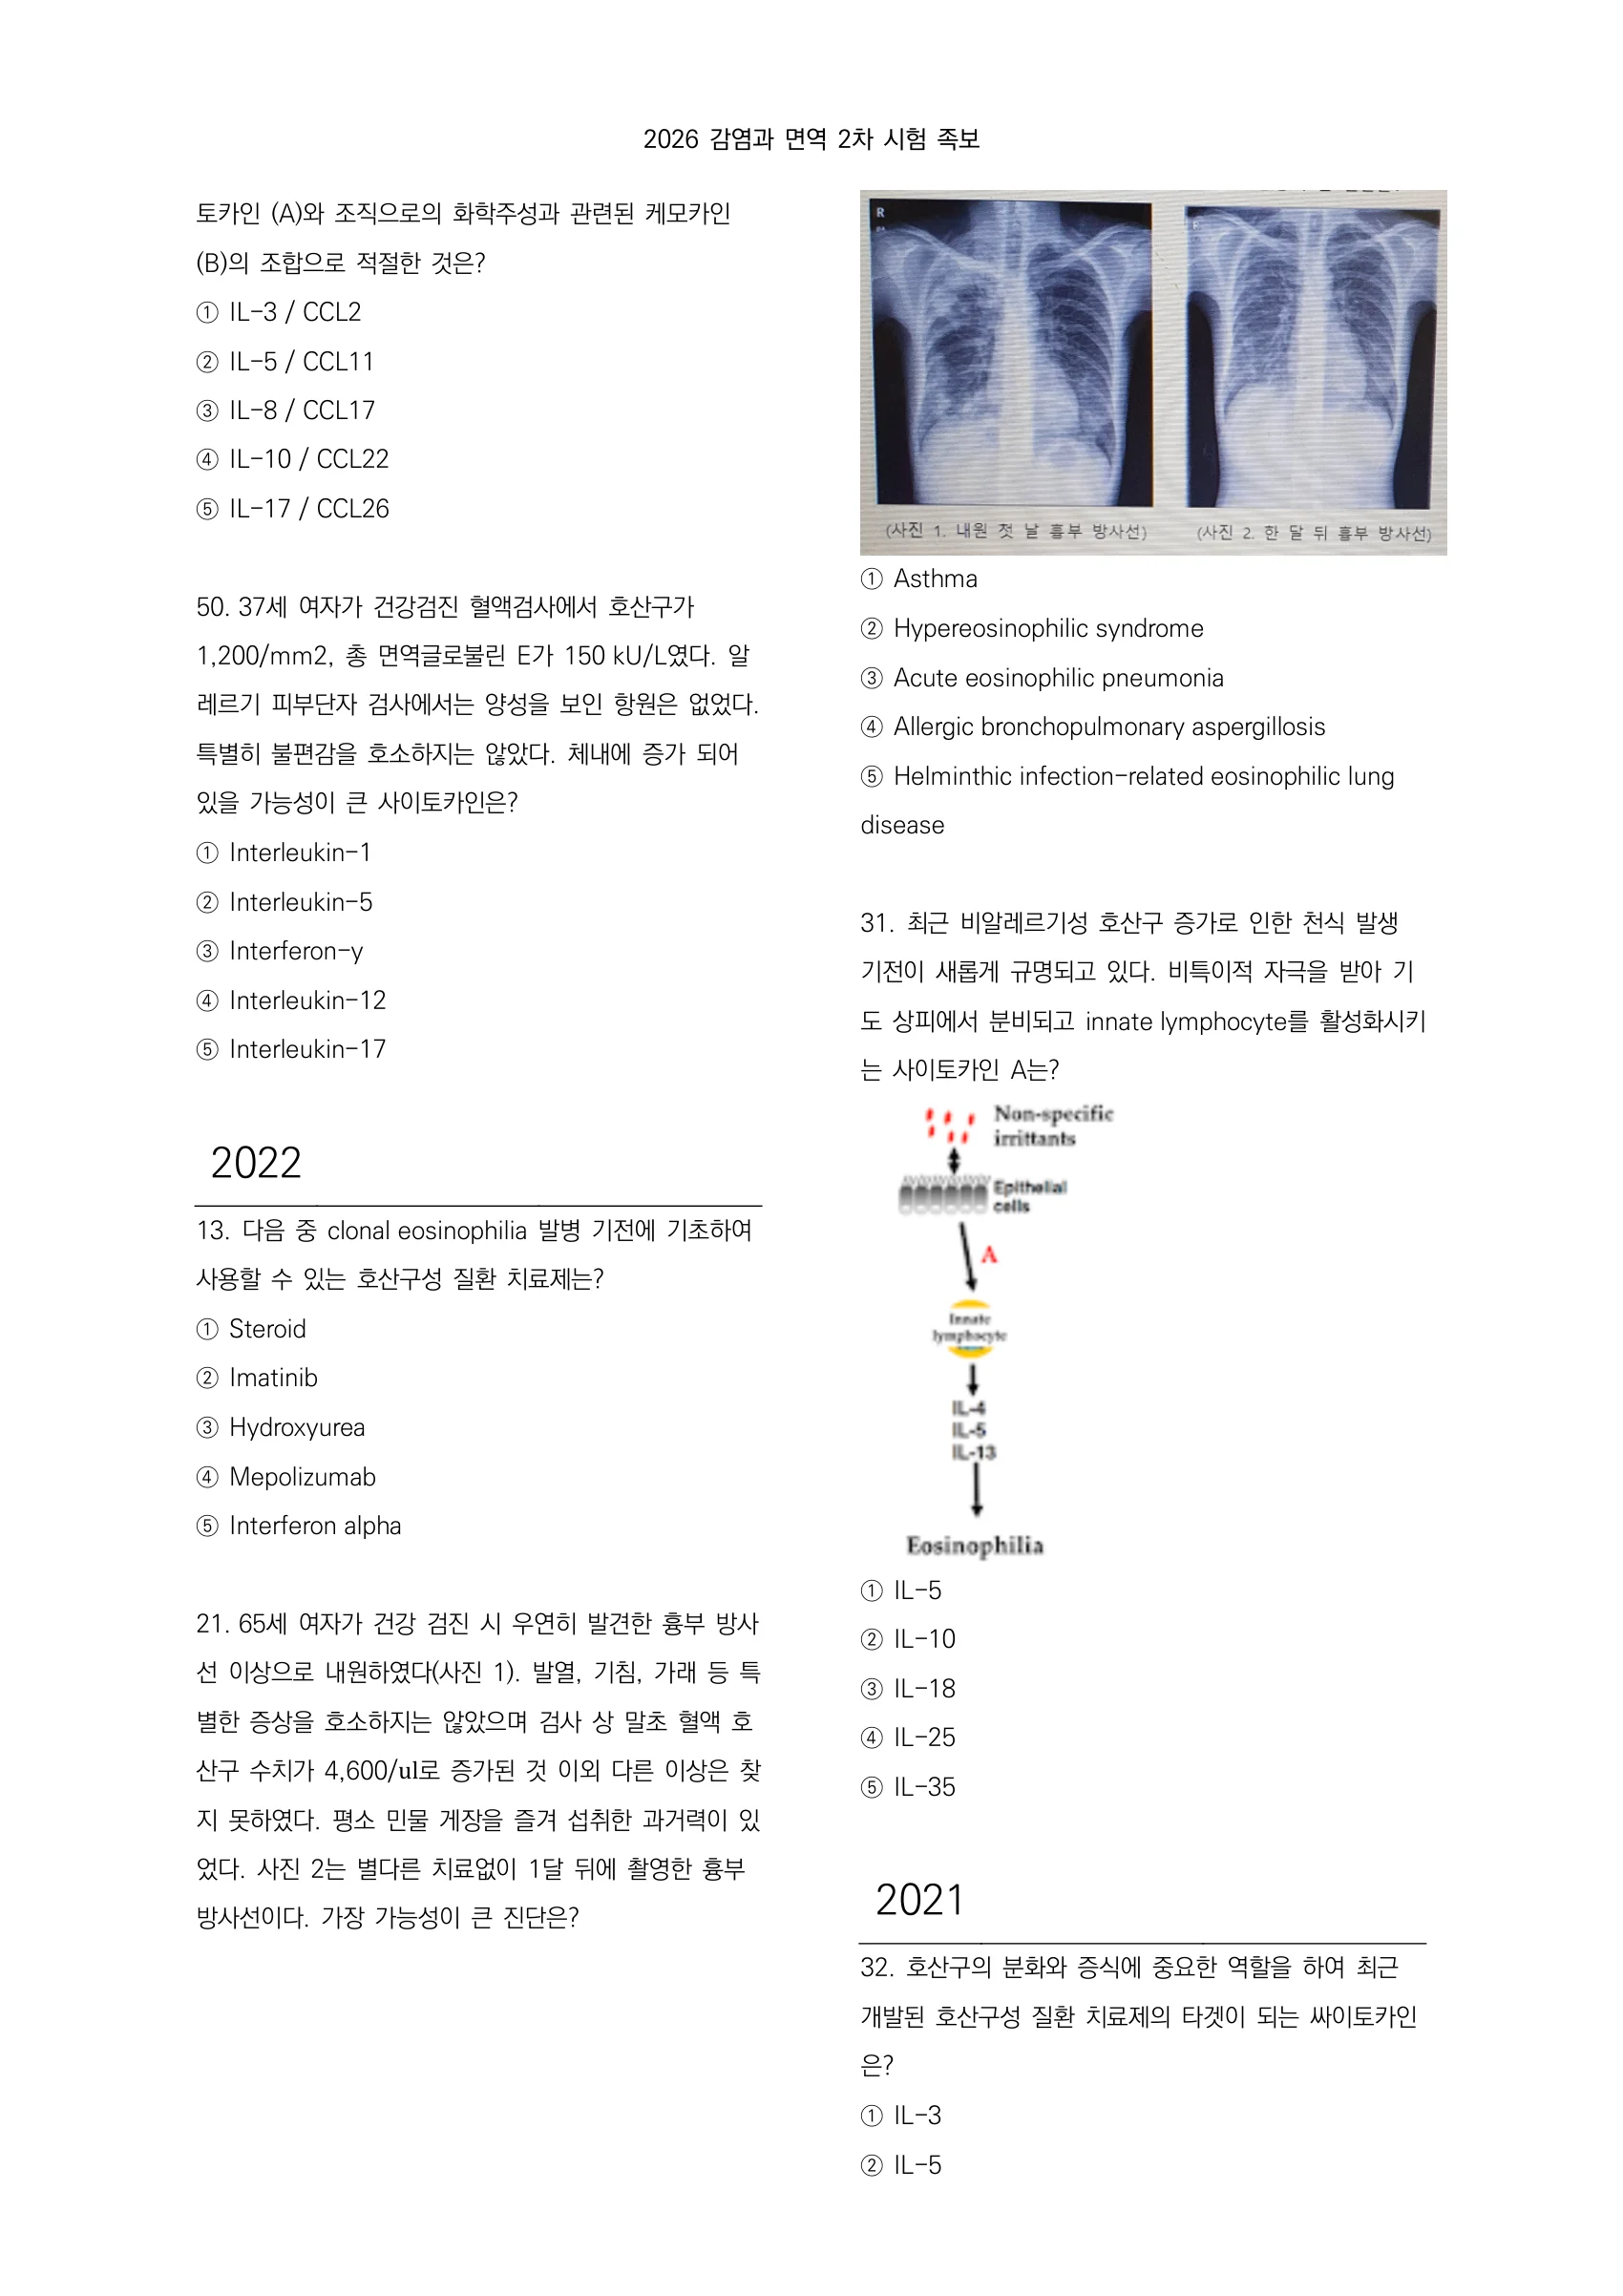 2026 감염과 면역 2차 시험 족보
토카인 (A)와 조직으로의 화학주성과 관련된 케모카인
(B)의 조합으로 적절한 것은?
① IL-3 / CCL2
② IL-5 / CCL11
③ IL-8 / CCL17
④ IL-10 / CCL22
⑤ IL-17 / CCL26
50. 37세 여자가 건강검진 혈액검사에서 호산구가
1,200/mm2, 총 면역글로불린 E가 150 kU/L였다. 알
레르기 피부단자 검사에서는 양성을 보인 항원은 없었다.
특별히 불편감을 호소하지는 않았다. 체내에 증가 되어
있을 가능성이 큰 사이토카인은?
① Interleukin-1
② Interleukin-5
③ Interferon-y
④ Interleukin-12
⑤ Interleukin-17
2022
13. 다음 중 clonal eosinophilia 발병 기전에 기초하여
사용할 수 있는 호산구성 질환 치료제는?
① Steroid
② Imatinib
③ Hydroxyurea
④ Mepolizumab
⑤ Interferon alpha
21. 65세 여자가 건강 검진 시 우연히 발견한 흉부 방사
선 이상으로 내원하였다(사진 1). 발열, 기침, 가래 등 특
별한 증상을 호소하지는 않았으며 검사 상 말초 혈액 호
산구 수치가 4,600/ul로 증가된 것 이외 다른 이상은 찾
지 못하였다. 평소 민물 게장을 즐겨 섭취한 과거력이 있
었다. 사진 2는 별다른 치료없이 1달 뒤에 촬영한 흉부
방사선이다. 가장 가능성이 큰 진단은?
R
(사진 1. 내원 첫 날 흉부 방사선)
(사진 2. 한 달 뒤 흉부 방사선)
① Asthma
② Hypereosinophilic syndrome
③ Acute eosinophilic pneumonia
④ Allergic bronchopulmonary aspergillosis
⑤ Helminthic infection-related eosinophilic lung
disease
31. 최근 비알레르기성 호산구 증가로 인한 천식 발생
기전이 새롭게 규명되고 있다. 비특이적 자극을 받아 기
도 상피에서 분비되고 innate lymphocyte를 활성화시키
는 사이토카인 A는?
Non-specific
irrittants
Epithelial
cells
A
Innate
lymphocyte
IL-4
IL-5
IL-13
Eosinophilia
① IL-5
② IL-10
③ IL-18
④ IL-25
⑤ IL-35
2021
32. 호산구의 분화와 증식에 중요한 역할을 하여 최근
개발된 호산구성 질환 치료제의 타겟이 되는 싸이토카인
은?
① IL-3
② IL-5